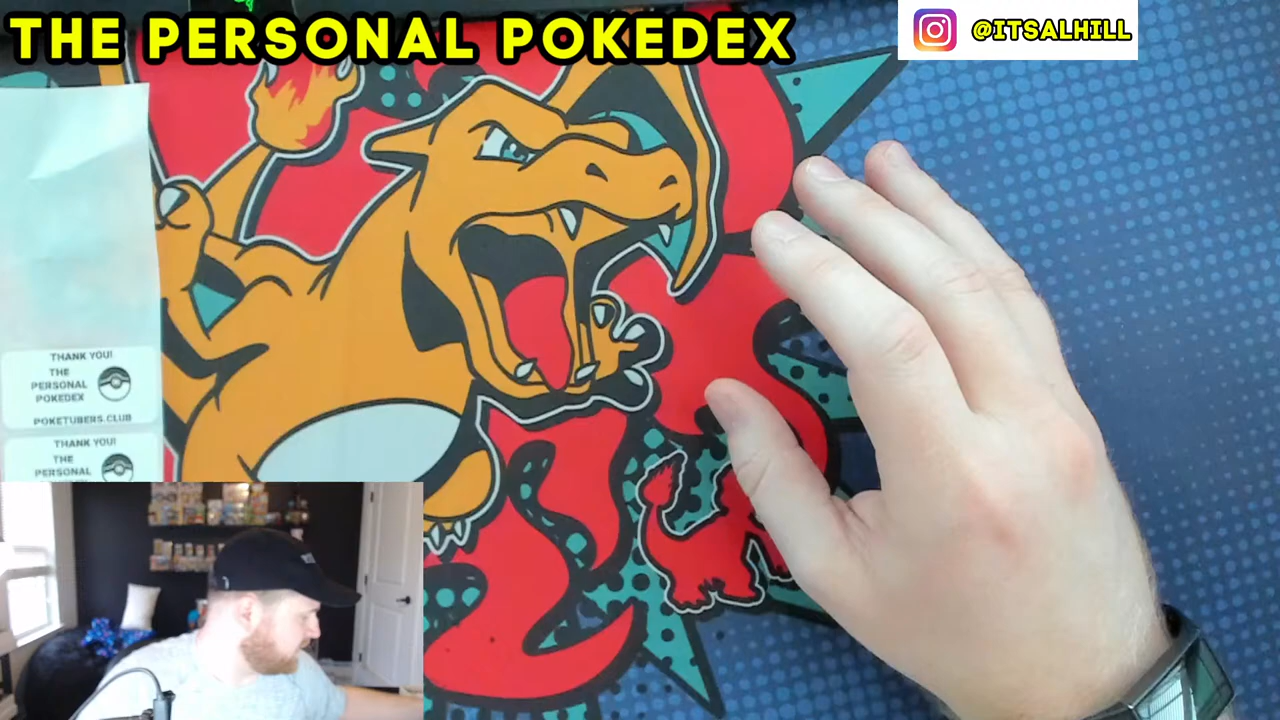 THE PERSONAL POKEDEX
@ITSALHILL
THANK YOU!
THE
PERSONAL
POKEDEX
POKETUBERS.CLUB
THANK YOU!
THE
PERSONAL